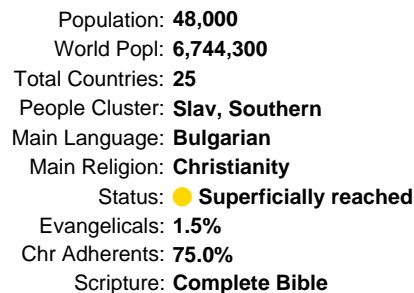 Population: 48,000
World Popl: 6,744,300
Total Countries: 25
People Cluster: Slav, Southern
Main Language: Bulgarian
Main Religion: Christianity
Status: Superficially reached
Evangelicals: 1.5%
Chr Adherents: 75.0%
Scripture: Complete Bible